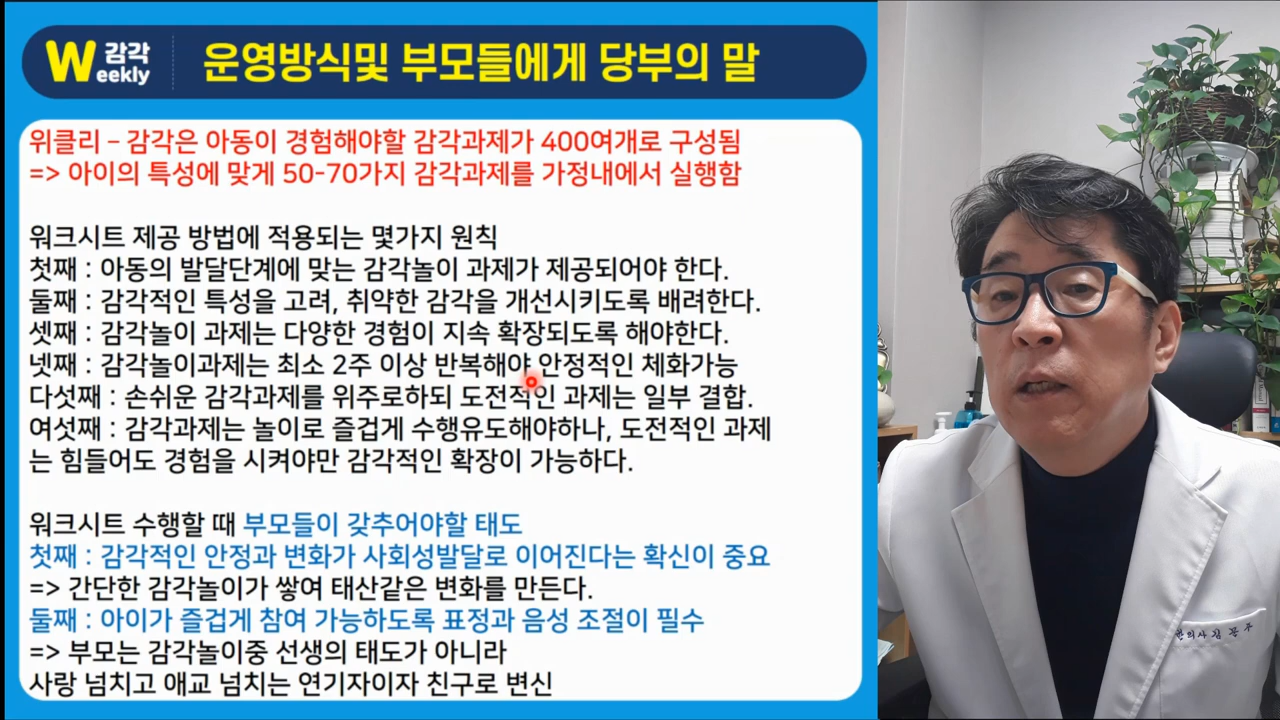 W 감각
eekly
운영방식및 부모들에게 당부의 말
위클리 – 감각은 아동이 경험해야할 감각과제가 400여개로 구성됨
=> 아이의 특성에 맞게 50-70가지 감각과제를 가정내에서 실행함
워크시트 제공 방법에 적용되는 몇가지 원칙
첫째 : 아동의 발달단계에 맞는 감각놀이 과제가 제공되어야 한다.
둘째 : 감각적인 특성을 고려, 취약한 감각을 개선시키도록 배려한다.
셋째 : 감각놀이 과제는 다양한 경험이 지속 확장되도록 해야한다.
넷째 : 감각놀이과제는 최소 2주 이상 반복해야 안정적인 체화가능
다섯째 : 손쉬운 감각과제를 위주로하되 도전적인 과제는 일부 결합.
여섯째 : 감각과제는 놀이로 즐겁게 수행유도해야하나, 도전적인 과제
는 힘들어도 경험을 시켜야만 감각적인 확장이 가능하다.
워크시트 수행할 때 부모들이 갖추어야할 태도
첫째 : 감각적인 안정과 변화가 사회성발달로 이어진다는 확신이 중요
=> 간단한 감각놀이가 쌓여 태산같은 변화를 만든다.
둘째 : 아이가 즐겁게 참여 가능하도록 표정과 음성 조절이 필수
=> 부모는 감각놀이중 선생의 태도가 아니라
사랑 넘치고 애교 넘치는 연기자이자 친구로 변신